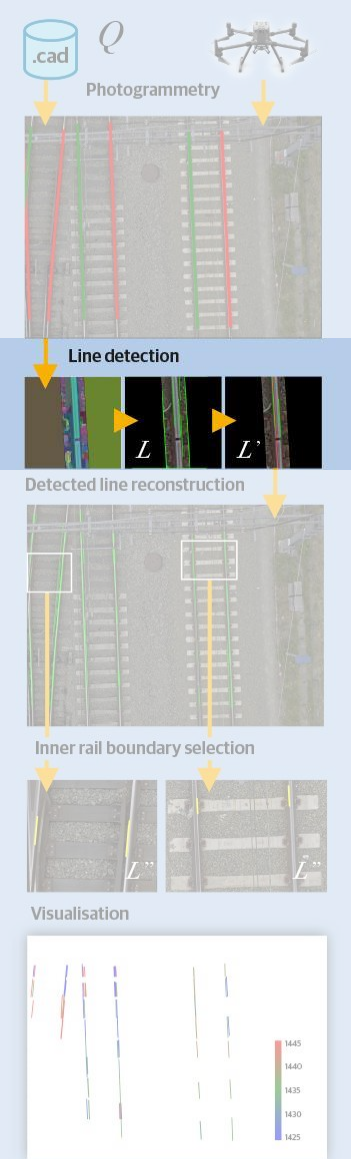 .cad Q
Photogrammetry
Line detection
L L’
Detected line reconstruction
Inner rail boundary selection
L” L”
Visualisation
1445
1440
1435
1430
1425